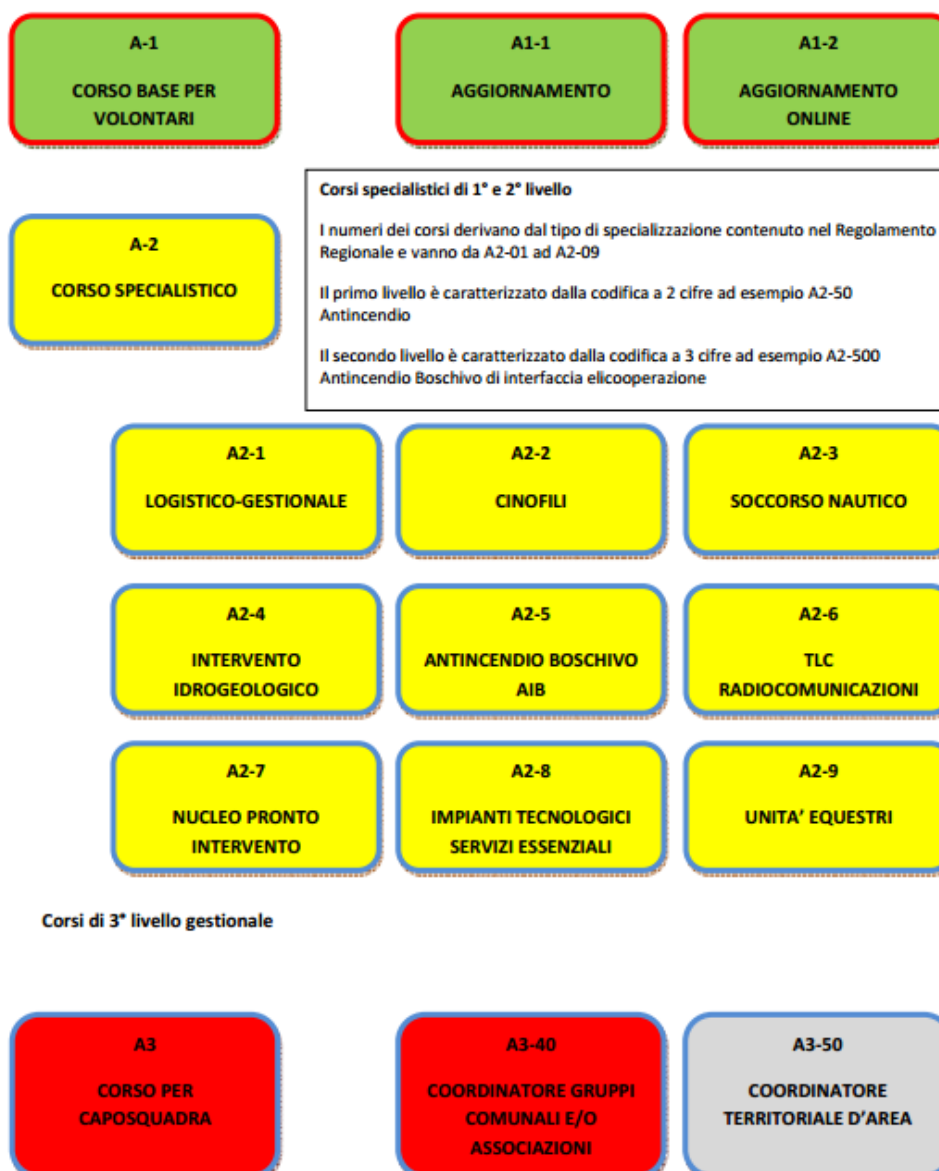 A-1
CORSO BASE PER
VOLONTARI
A1-1
AGGIORNAMENTO
A1-2
AGGIORNAMENTO
ONLINE
A-2
CORSO SPECIALISTICO
Corsi specialistici di 1° e 2° livello
I numeri dei corsi derivano dal tipo di specializzazione contenuto nel Regolamento
Regionale e vanno da A2-01 ad A2-09
Il primo livello è caratterizzato dalla codifica a 2 cifre ad esempio A2-50
Antincendio
Il secondo livello è caratterizzato dalla codifica a 3 cifre ad esempio A2-500
Antincendio Boschivo di interfaccia elicooperazione
A2-1
LOGISTICO-GESTIONALE
A2-2
CINOFILI
A2-3
SOCCORSO NAUTICO
A2-4
INTERVENTO
IDROGEOLOGICO
A2-5
ANTINCENDIO BOSCHIVO
AIB
A2-6
TLC
RADIOCOMUNICAZIONI
A2-7
NUCLEO PRONTO
INTERVENTO
A2-8
IMPIANTI TECNOLOGICI
SERVIZI ESSENZIALI
A2-9
UNITA' EQUESTRI
Corsi di 3° livello gestionale
A3
CORSO PER
CAPOSQUADRA
A3-40
COORDINATORE GRUPPI
COMUNALI E/O
ASSOCIAZIONI
A3-50
COORDINATORE
TERRITORIALE D'AREA